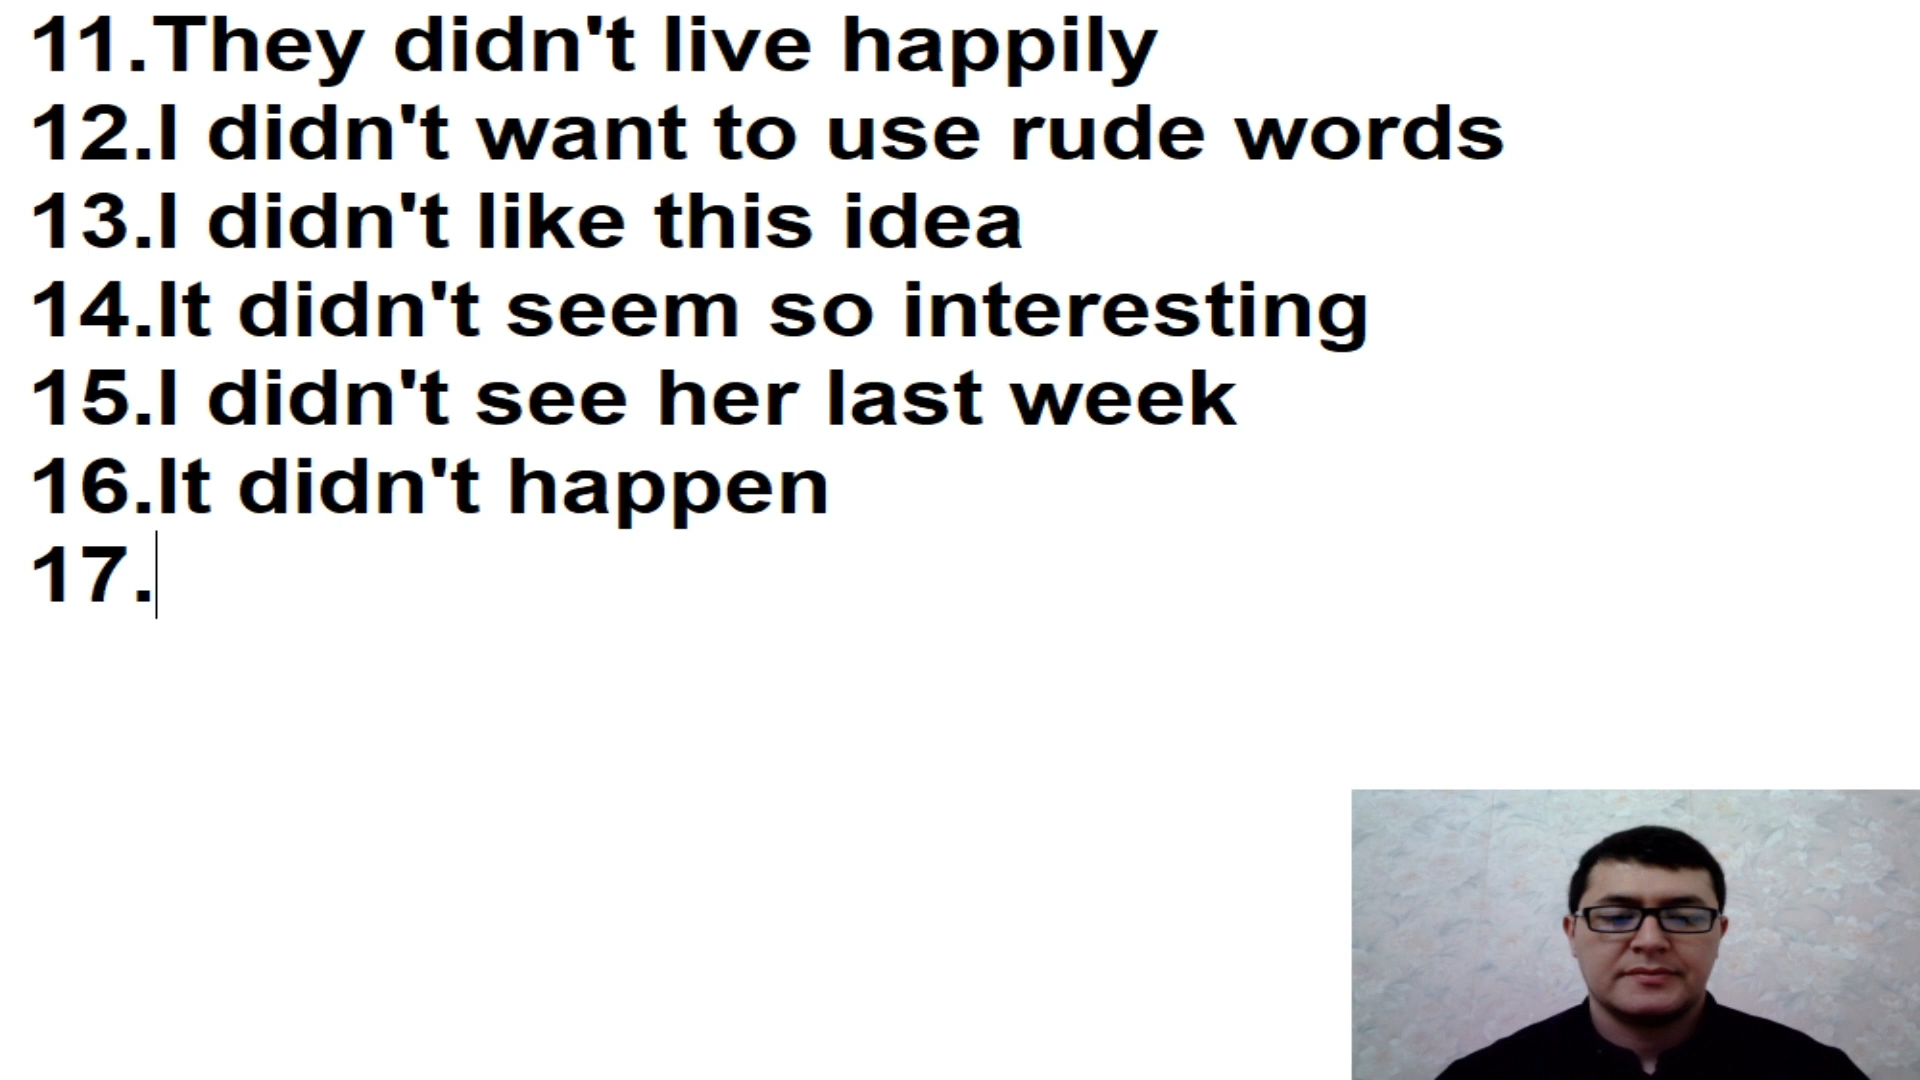 11.They didn't live happily
12.I didn't want to use rude words
13.I didn't like this idea
14.It didn't seem so interesting
15.I didn't see her last week
16.It didn't happen
17.